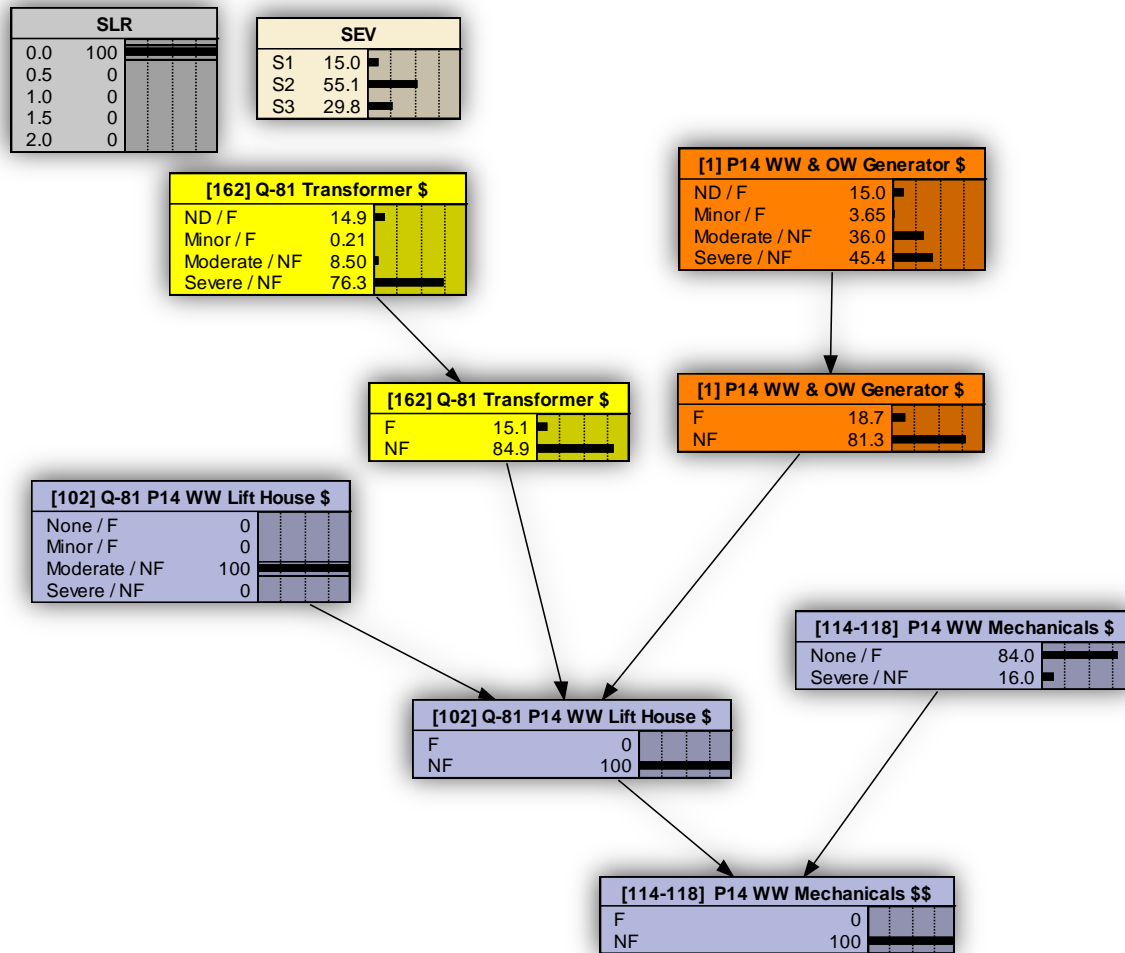 SLR
0.0 100
0.5 0
1.0 0
1.5 0
2.0 0
SEV
S1 15.0
S2 55.1
S3 29.8
[162] Q-81 Transformer $
ND / F 14.9
Minor / F 0.21
Moderate / NF 8.50
Severe / NF 76.3
[1] P14 WW & OW Generator $
ND / F 15.0
Minor / F 3.65
Moderate / NF 36.0
Severe / NF 45.4
[162] Q-81 Transformer $
F 15.1
NF 84.9
[1] P14 WW & OW Generator $
F 18.7
NF 81.3
[102] Q-81 P14 WW Lift House $
None / F 0
Minor / F 0
Moderate / NF 100
Severe / NF 0
[114-118] P14 WW Mechanicals $
None / F 84.0
Severe / NF 16.0
[102] Q-81 P14 WW Lift House $
F 0
NF 100
[114-118] P14 WW Mechanicals $$
F 0
NF 100